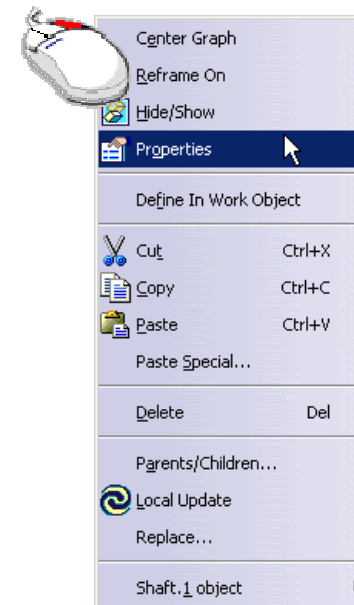 Center Graph
Reframe On
Hide/Show
Properties
Define In Work Object
Cut Ctrl+X
Copy Ctrl+C
Paste Ctrl+V
Paste Special...
Delete Del
Parents/Children...
Local Update
Replace...
Shaft.1 object